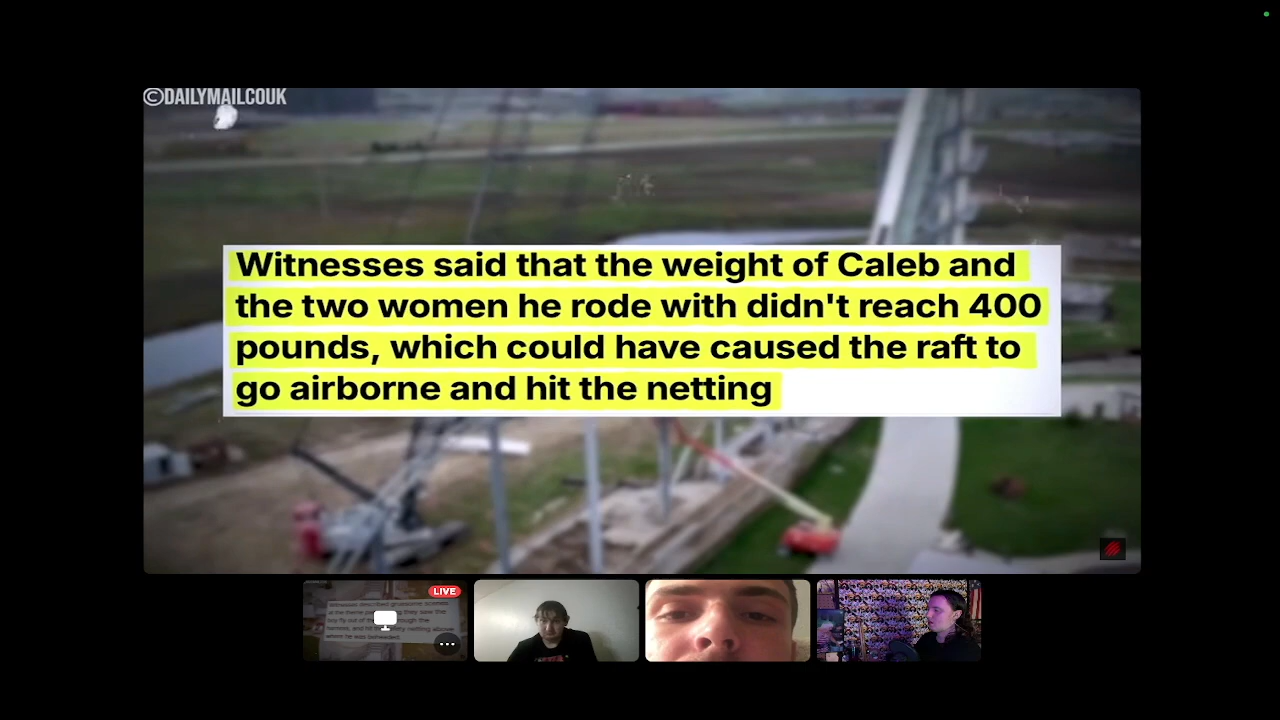 ©DAILYMAILCOUK
Witnesses said that the weight of Caleb and
the two women he rode with didn't reach 400
pounds, which could have caused the raft to
go airborne and hit the netting
LIVE